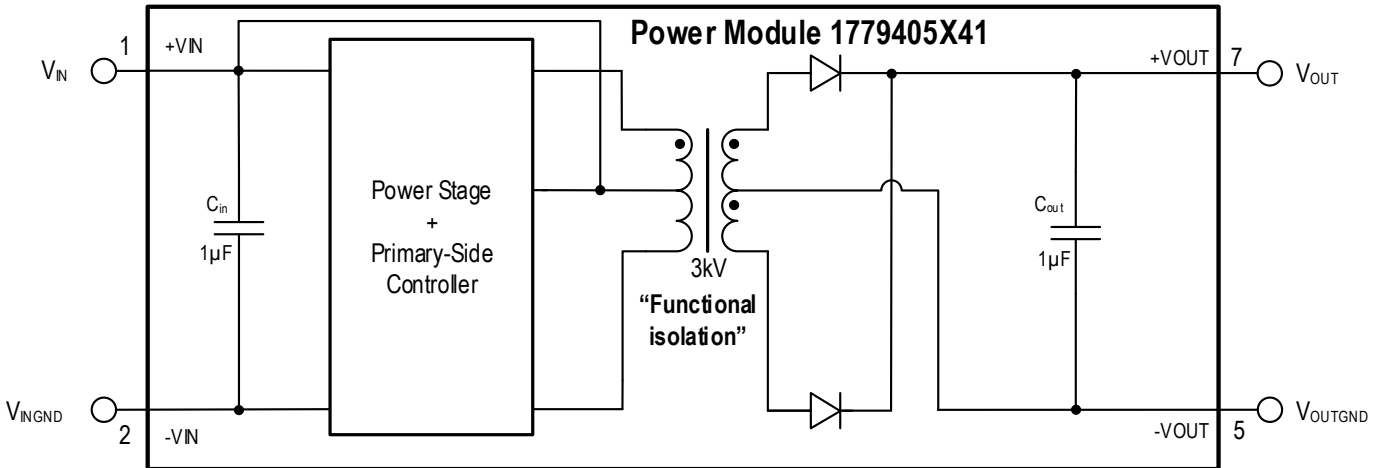 Power Module 1779405X41
1
+VIN
VIN
+VOUT
7
VOUT
Cin
1µF
Power Stage
+
Primary-Side
Controller
3kV
“Functional
isolation”
Cout
1µF
VINGND
2
-VIN
-VOUT
5
VOUTGND